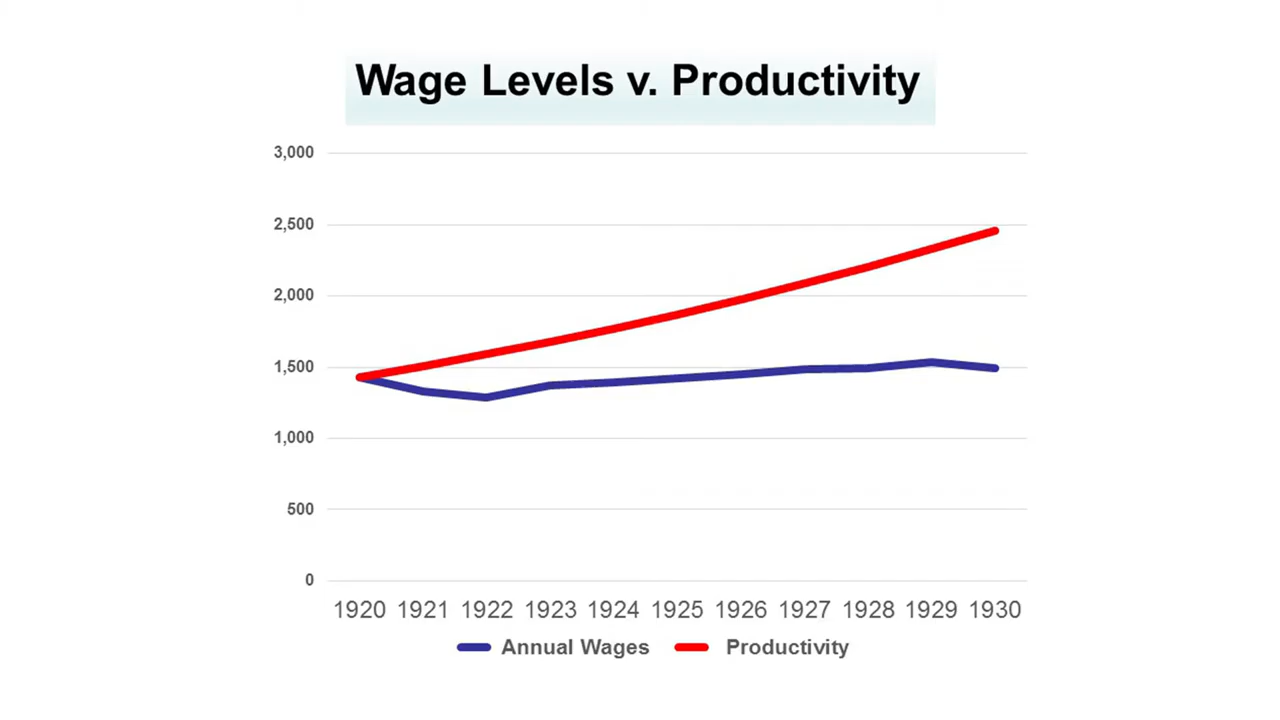 Wage Levels v. Productivity
3,000
2,500
2,000
1,500
1,000
500
0
1920 1921 1922 1923 1924 1925 1926 1927 1928 1929 1930
Annual Wages Productivity